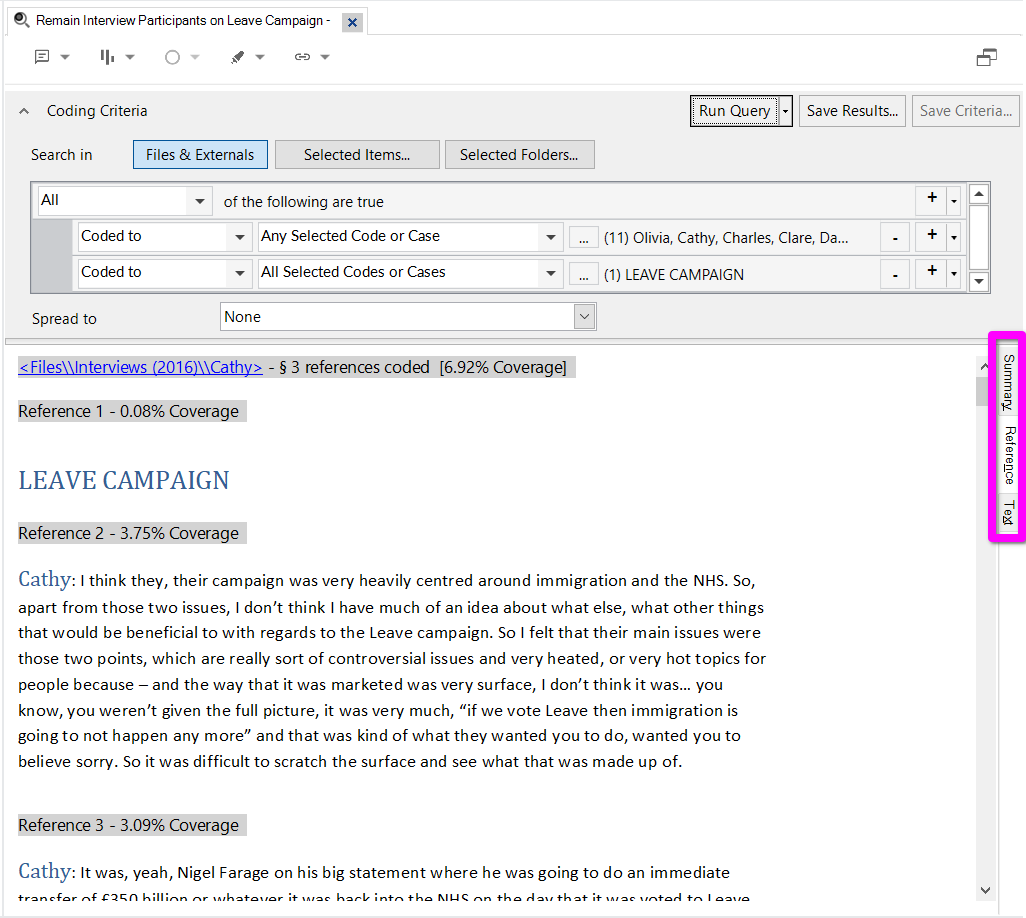 Remain Interview Participants on Leave Campaign -
Coding Criteria
Run Query
Save Results...
Save Criteria...
Search in
Files & Externals
Selected Items...
Selected Folders...
All
of the following are true
+
Coded to
Any Selected Code or Case
...
(11) Olivia, Cathy, Charles, Clare, Da...
-
+
Coded to
All Selected Codes or Cases
...
(1) LEAVE CAMPAIGN
-
+
Spread to
None
<Files\\Interviews (2016)\\Cathy> - § 3 references coded [6.92% Coverage]
Reference 1 - 0.08% Coverage
LEAVE CAMPAIGN
Reference 2 - 3.75% Coverage
Cathy: I think they, their campaign was very heavily centred around immigration and the NHS. So,
apart from those two issues, I don’t think I have much of an idea about what else, what other things
that would be beneficial to with regards to the Leave campaign. So I felt that their main issues were
those two points, which are really sort of controversial issues and very heated, or very hot topics for
people because – and the way that it was marketed was very surface, I don’t think it was… you
know, you weren’t given the full picture, it was very much, “if we vote Leave then immigration is
going to not happen any more” and that was kind of what they wanted you to do, wanted you to
believe sorry. So it was difficult to scratch the surface and see what that was made up of.
Reference 3 - 3.09% Coverage
Cathy: It was, yeah, Nigel Farage on his big statement where he was going to do an immediate
transfer of £350 billion or whatever it was back into the NHS on the day that it was voted to Leave
Summary
Reference
Text